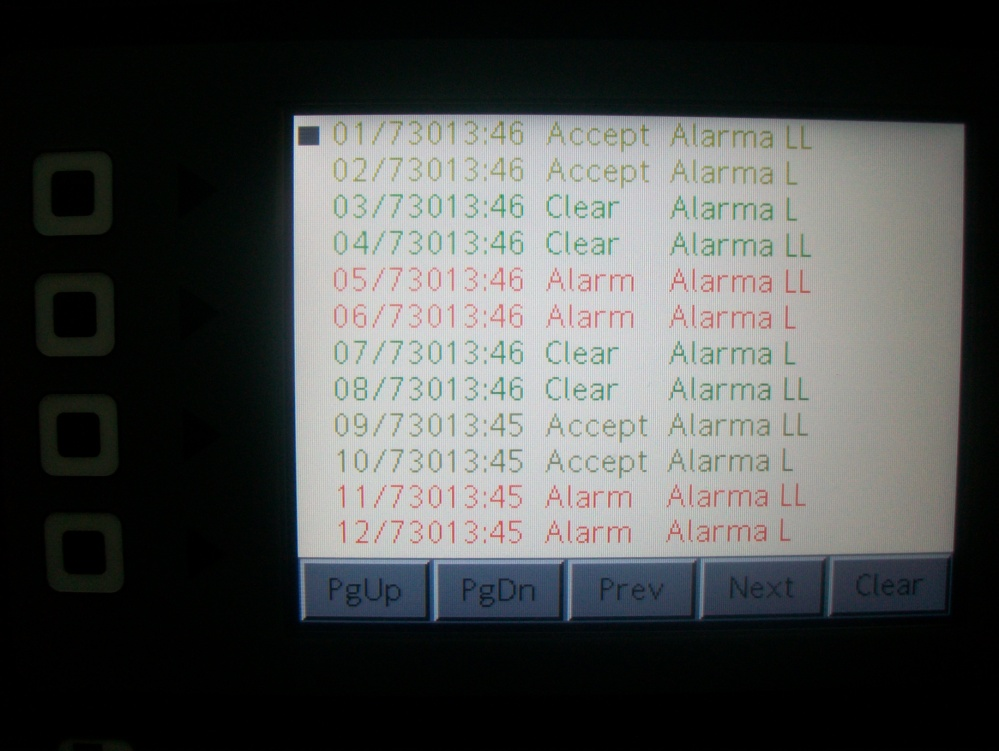 01/73013:46 Accept Alarma LL
02/73013:46 Accept Alarma L
03/73013:46 Clear Alarma L
04/73013:46 Clear Alarma LL
05/73013:46 Alarm Alarma LL
06/73013:46 Alarm Alarma L
07/73013:46 Clear Alarma L
08/73013:46 Clear Alarma LL
09/73013:45 Accept Alarma LL
10/73013:45 Accept Alarma L
11/73013:45 Alarm Alarma LL
12/73013:45 Alarm Alarma L
PgUp PgDn Prev Next Clear